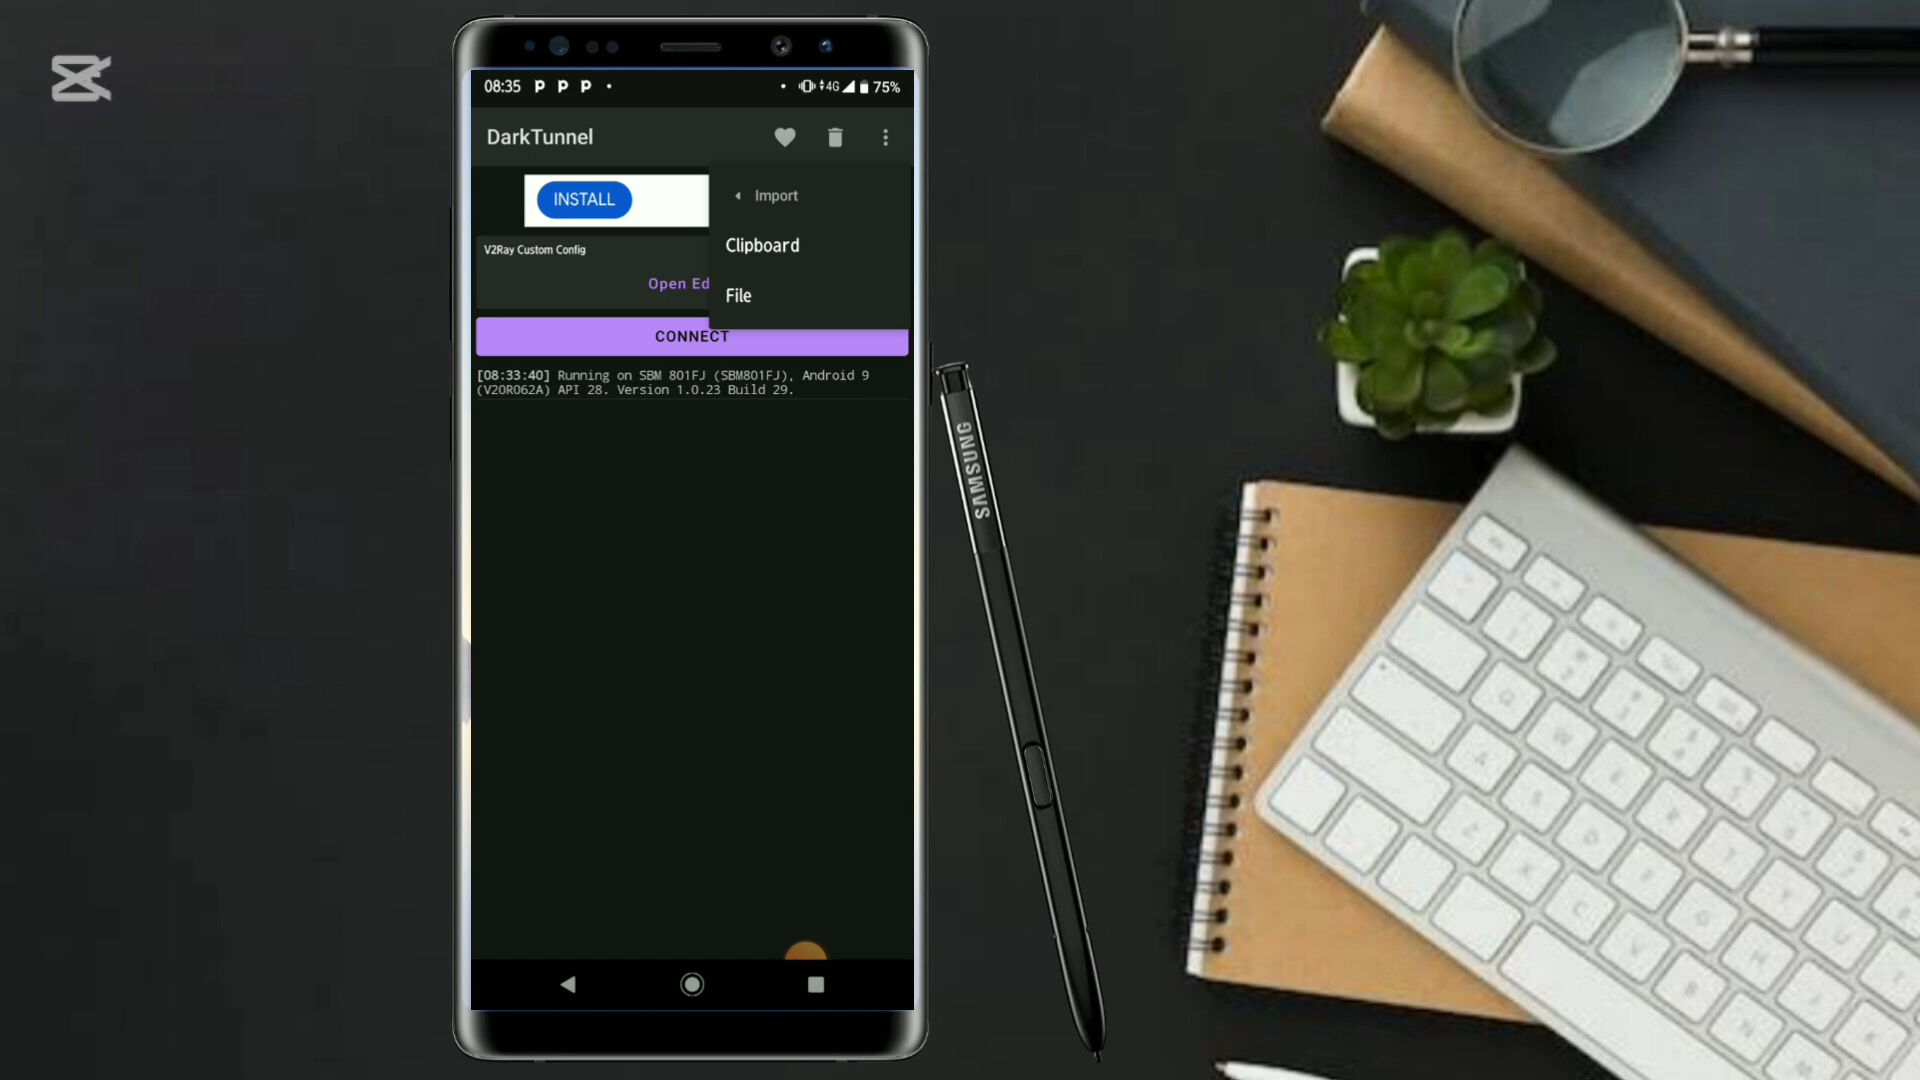 08:35 P P P
4G 75%
DarkTunnel
INSTALL
Import
Clipboard
File
V2Ray Custom Config
Open Ed
CONNECT
[08:33:40] Running on SBM 801FJ (SBM801FJ), Android 9
(V20R062A) API 28. Version 1.0.23 Build 29.
SAMSUNG